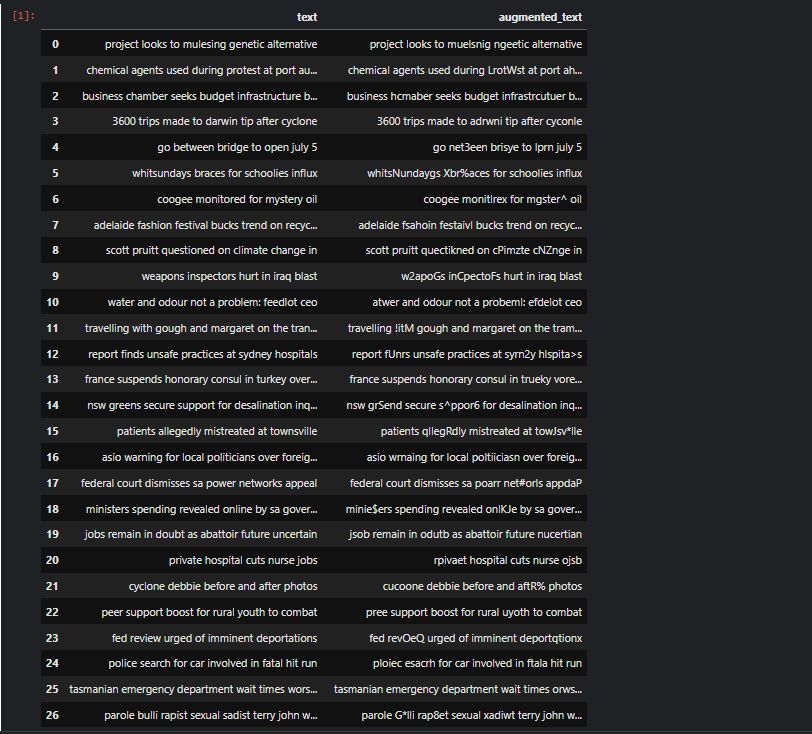 [1]:
text augmented_text
0 project looks to mulesing genetic alternative project looks to muelsnig ngeetic alternative
1 chemical agents used during protest at port au... chemical agents used during LrotWst at port ah...
2 business chamber seeks budget infrastructure b... business hcmaber seeks budget infrastrcutuer b...
3 3600 trips made to darwin tip after cyclone 3600 trips made to adrwni tip after cyconle
4 go between bridge to open july 5 go net3een brisye to lprn july 5
5 whitsundays braces for schoolies influx whitsNundaygs Xbr%aces for schoolies influx
6 coogee monitored for mystery oil coogee monitlrex for mgster^ oil
7 adelaide fashion festival bucks trend on recyc... adelaide fsahoin festaivl bucks trend on recyc...
8 scott pruitt questioned on climate change in scott pruitt quectikned on cPimzte cNZnge in
9 weapons inspectors hurt in iraq blast w2apoGs inCpectoFs hurt in iraq blast
10 water and odour not a problem: feedlot ceo atwer and odour not a probeml: efdelot ceo
11 travelling with gough and margaret on the tran... travelling !itM gough and margaret on the tram...
12 report finds unsafe practices at sydney hospitals report fUnrs unsafe practices at syrn2y hlspita>s
13 france suspends honorary consul in turkey over... france suspends honorary consul in trueky vore...
14 nsw greens secure support for desalination inq... nsw grSend secure s^ppor6 for desalination inq...
15 patients allegedly mistreated at townsville patients qllegRdly mistreated at towJsv*lle
16 asio warning for local politicians over foreig... asio wrnaing for local poltiiciasn over foreig...
17 federal court dismisses sa power networks appeal federal court dismisses sa poarr net#orls appdaP
18 ministers spending revealed online by sa gover... minie$ers spending revealed onlKJe by sa gover...
19 jobs remain in doubt as abattoir future uncertain jsob remain in odutb as abattoir future nucertian
20 private hospital cuts nurse jobs rpivaet hospital cuts nurse ojsb
21 cyclone debbie before and after photos cucoone debbie before and aftR% photos
22 peer support boost for rural youth to combat pree support boost for rural uyoth to combat
23 fed review urged of imminent deportations fed revOeQ urged of imminent deportqtionx
24 police search for car involved in fatal hit run ploiec esacrh for car involved in ftala hit run
25 tasmanian emergency department wait times wors... tasmanian emergency department wait times orws...
26 parole bulli rapist sexual sadist terry john w... parole G*lli rap8et sexual xadiwt terry john w...